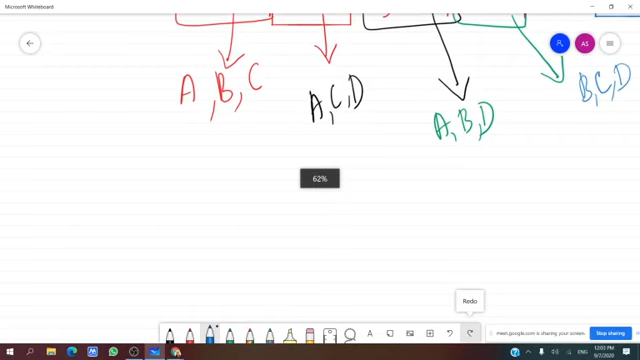 Microsoft Whiteboard
AS
A, B, C
A, C, D
A, B, D
B, C, D
62%
Redo
A
meet.google.com is sharing your screen.
Stop sharing
12:03 PM
9/7/2020